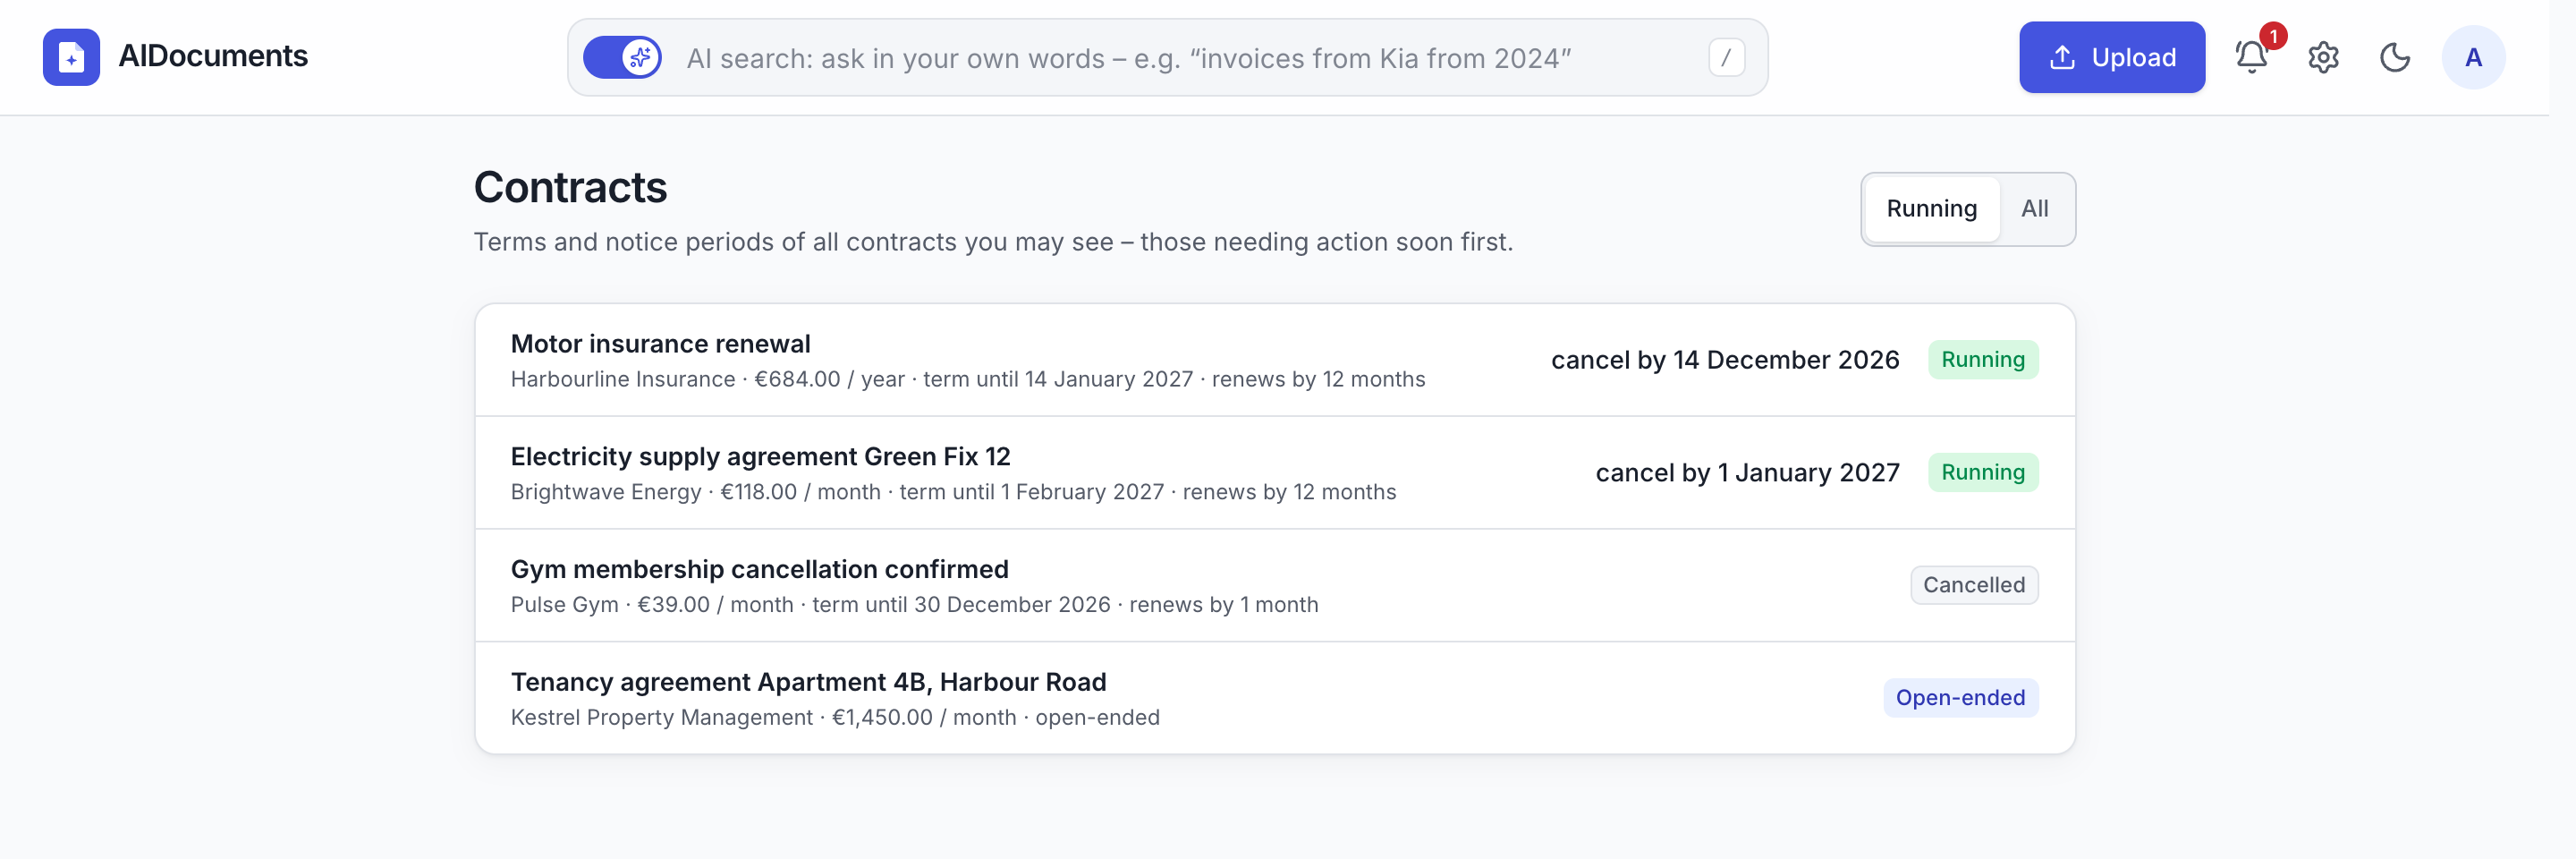 AIDocuments
AI search: ask in your own words – e.g. “invoices from Kia from 2024”
/
Upload
1
A
Contracts
Terms and notice periods of all contracts you may see – those needing action soon first.
Running
All
Motor insurance renewal
Harbourline Insurance · €684.00 / year · term until 14 January 2027 · renews by 12 months
cancel by 14 December 2026
Running
Electricity supply agreement Green Fix 12
Brightwave Energy · €118.00 / month · term until 1 February 2027 · renews by 12 months
cancel by 1 January 2027
Running
Gym membership cancellation confirmed
Pulse Gym · €39.00 / month · term until 30 December 2026 · renews by 1 month
Cancelled
Tenancy agreement Apartment 4B, Harbour Road
Kestrel Property Management · €1,450.00 / month · open-ended
Open-ended